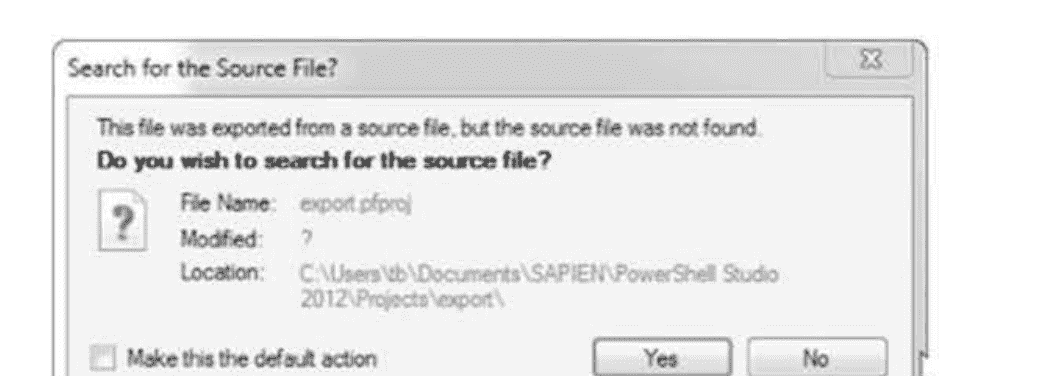 Search for the Source File?
This file was exported from a source file, but the source file was not found.
Do you wish to search for the source file?
File Name: export.pfproj
Modified: ?
Location: C:\Users\tb\Documents\SAPIEN\PowerShell Studio
2012\Projects\export\
Make this the default action Yes No